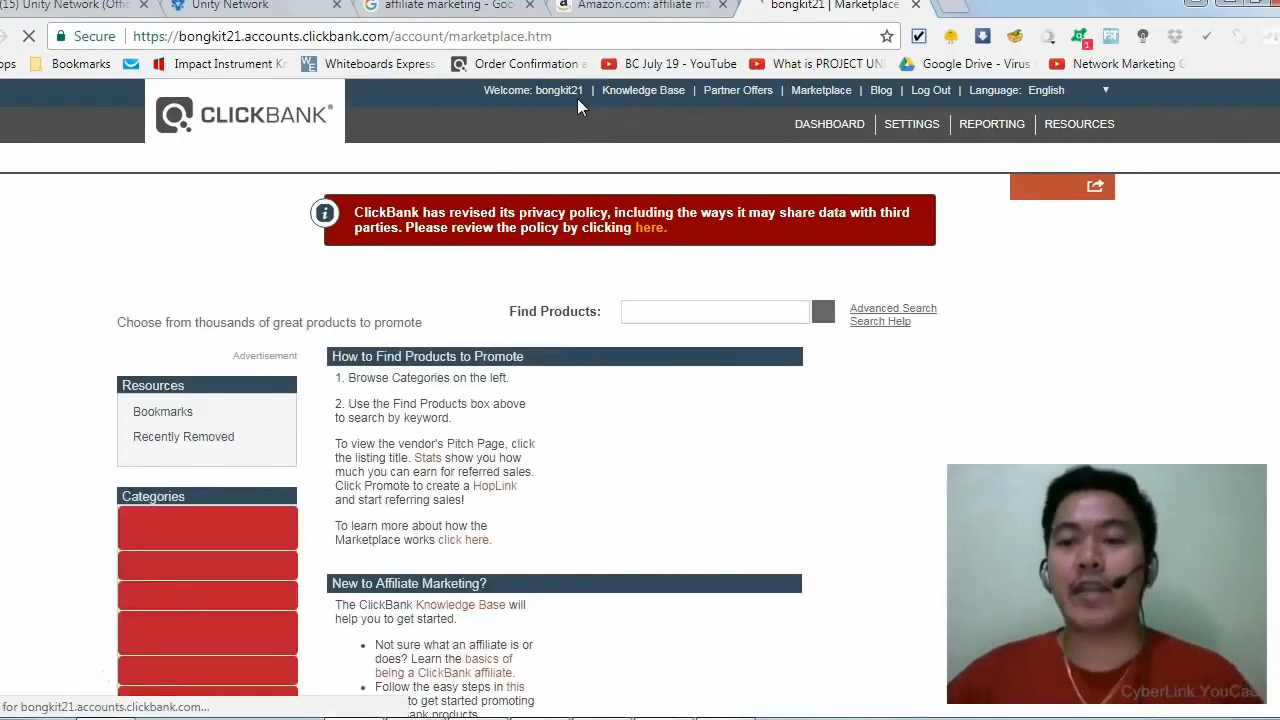 (15) Unity Network (Offic
Unity Network
affiliate marketing - Goo
Amazon.com: affiliate ma
bongkit21 | Marketplace
Secure
https://bongkit21.accounts.clickbank.com/account/marketplace.htm
1
Bookmarks
Impact Instrument Kr
Whiteboards Express
Order Confirmation
BC July 19 - YouTube
What is PROJECT UNI
Google Drive - Virus
Network Marketing
Welcome: bongkit21 | Knowledge Base | Partner Offers | Marketplace | Blog | Log Out | Language: English
CLICKBANK®
DASHBOARD | SETTINGS | REPORTING | RESOURCES
ClickBank has revised its privacy policy, including the ways it may share data with third
parties. Please review the policy by clicking here.
Choose from thousands of great products to promote
Find Products:
Advanced Search
Search Help
Advertisement
Resources
Bookmarks
Recently Removed
Categories
How to Find Products to Promote
1. Browse Categories on the left.
2. Use the Find Products box above
to search by keyword.
To view the vendor's Pitch Page, click
the listing title. Stats show you how
much you can earn for referred sales.
Click Promote to create a HopLink
and start referring sales!
To learn more about how the
Marketplace works click here.
New to Affiliate Marketing?
The ClickBank Knowledge Base will
help you to get started.
Not sure what an affiliate is or
does? Learn the basics of
being a ClickBank affiliate.
Follow the easy steps in this
to get started promoting
bank products
for bongkit21.accounts.clickbank.com...
CyberLink YouCa